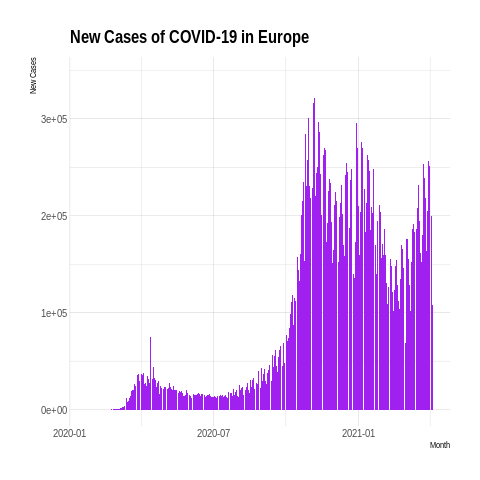 New Cases of COVID-19 in Europe
New Cases
3e+05
2e+05
1e+05
0e+00
2020-01 2020-07 2021-01
Month